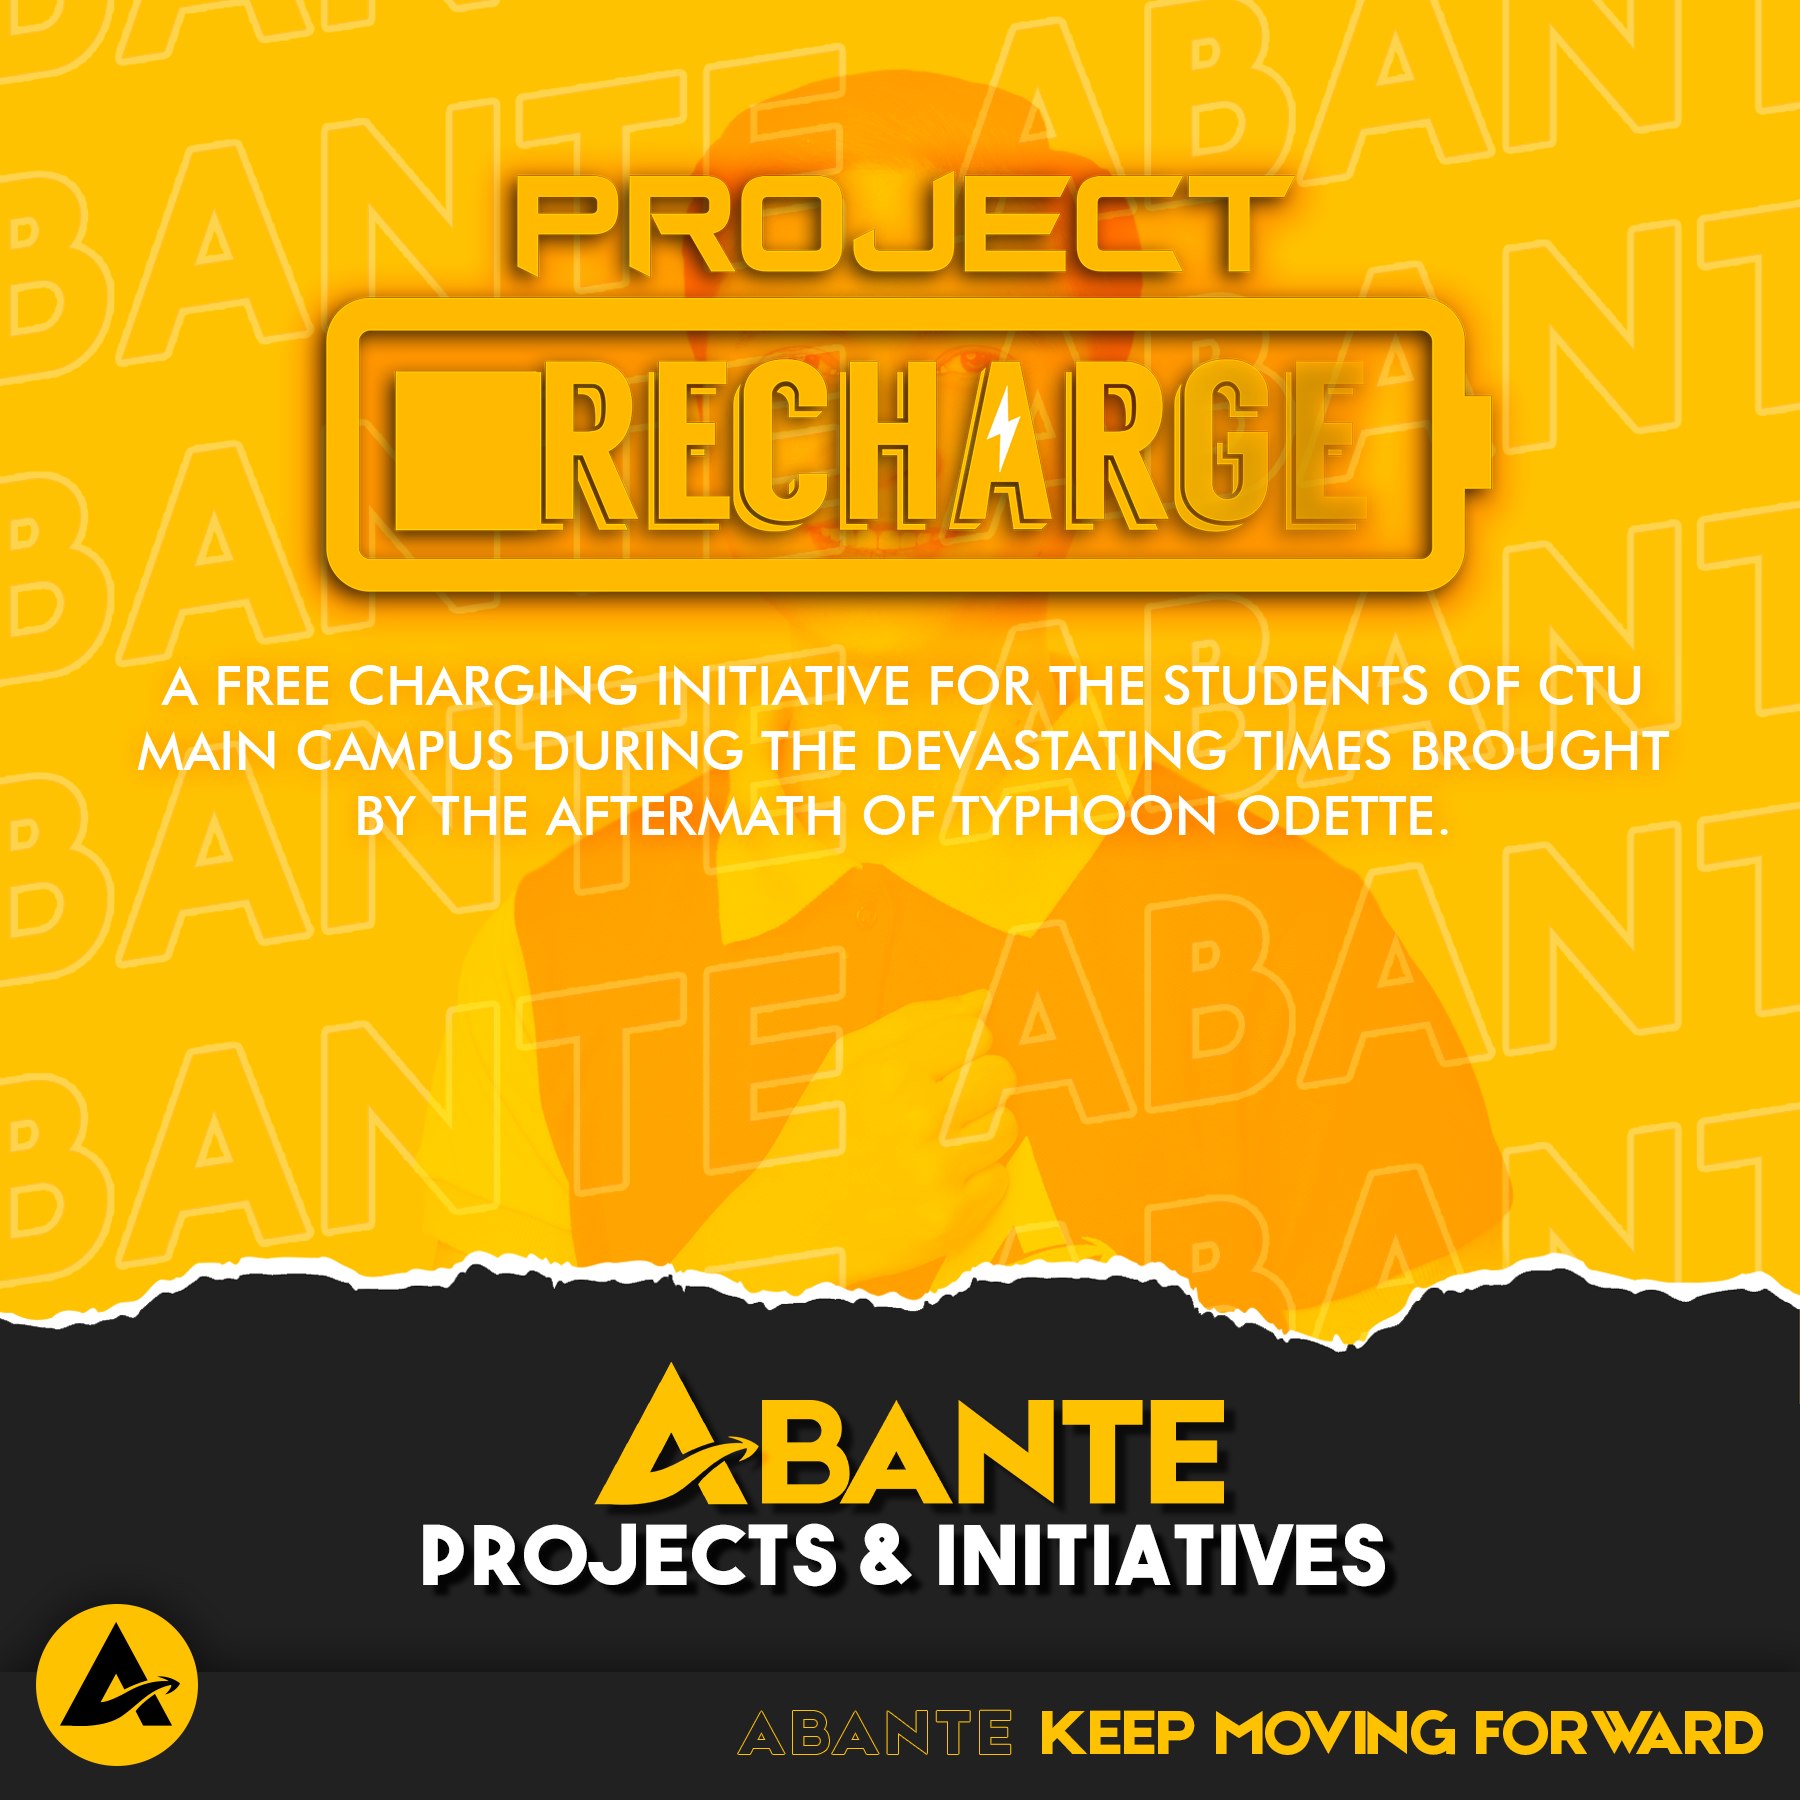 PROJECT
RECHARGE
A FREE CHARGING INITIATIVE FOR THE STUDENTS OF CTU
MAIN CAMPUS DURING THE DEVASTATING TIMES BROUGHT
BY THE AFTERMATH OF TYPHOON ODETTE.
ABANTE
PROJECTS & INITIATIVES
A
ABANTE KEEP MOVING FORWARD